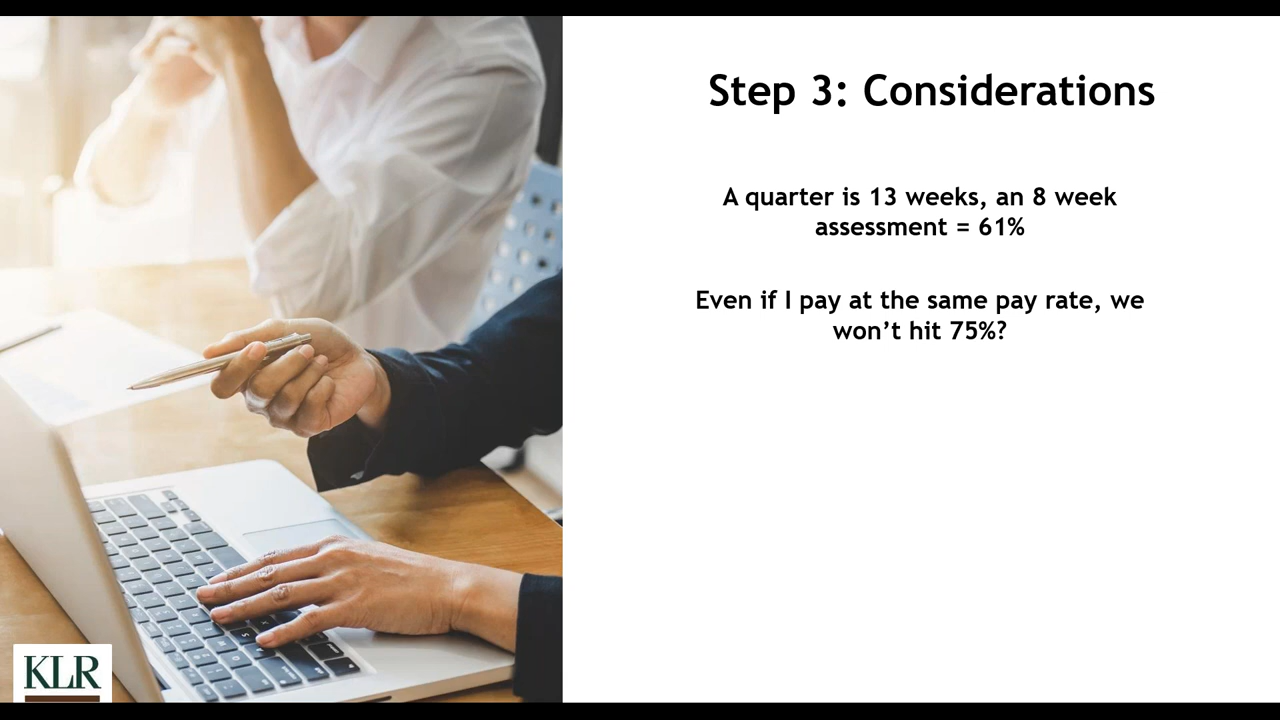 Step 3: Considerations
A quarter is 13 weeks, an 8 week
assessment = 61%
Even if I pay at the same pay rate, we
won’t hit 75%?
KLR